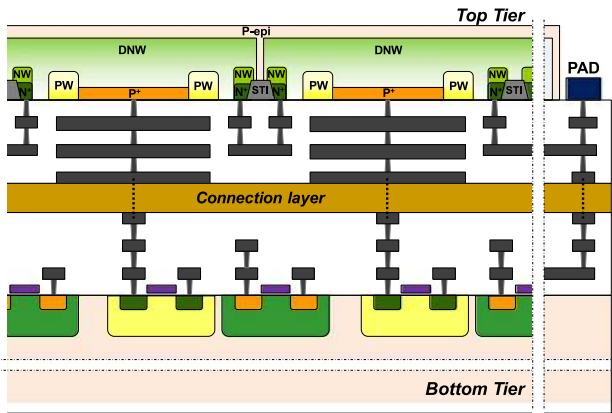 Top Tier
P-epi
DNW
DNW
PAD
NW
PW
PW
NW
NW
PW
PW
NW
N+
P+
N+
STI
N+
P+
N+
STI
Connection layer
Bottom Tier